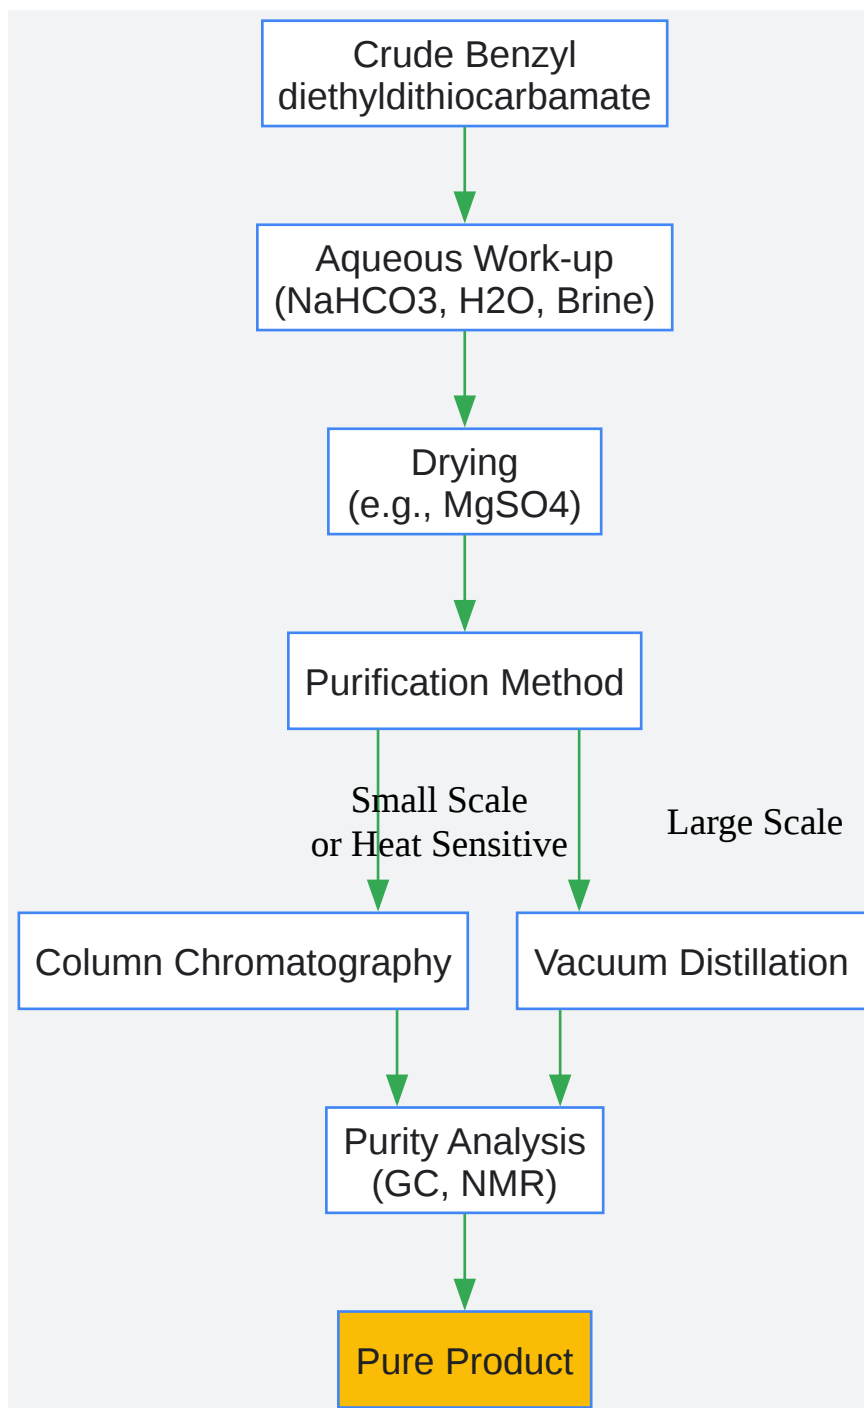 Crude Benzyl
diethyldithiocarbamate
Aqueous Work-up
(NaHCO3, H2O, Brine)
Drying
(e.g., MgSO4)
Purification Method
Small Scale
or Heat Sensitive
Large Scale
Column Chromatography
Vacuum Distillation
Purity Analysis
(GC, NMR)
Pure Product